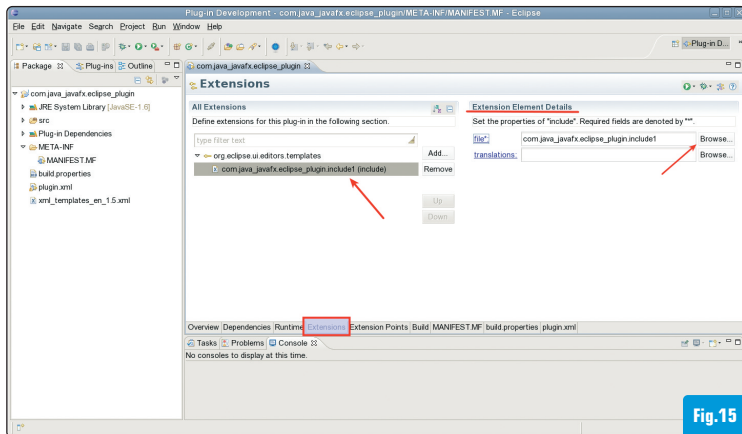 Plug-in Development - com.java_javafx.eclipse_plugin/META-INF/MANIFEST.MF - Eclipse
File Edit Navigate Search Project Run Window Help
Plug-in D...
Package Plug-ins Outline
com.java_javafx.eclipse_plugin
Extensions
com.java_javafx.eclipse_plugin
JRE System Library [JavaSE-1.6]
src
Plug-in Dependencies
META-INF
MANIFEST.MF
build.properties
plugin.xml
xml_templates_en_1.5.xml
All Extensions
Define extensions for this plug-in in the following section.
type filter text
org.eclipse.ui.editors.templates
com.java_javafx.eclipse_plugin.include1 (include)
Add...
Remove
Up
Down
Extension Element Details
Set the properties of "include". Required fields are denoted by "*".
file*: com.java_javafx.eclipse_plugin.include1 Browse...
translations: Browse...
Overview Dependencies Runtime Extensions Extension Points Build MANIFEST.MF build.properties plugin.xml
Tasks Problems Console
No consoles to display at this time.
Fig.15